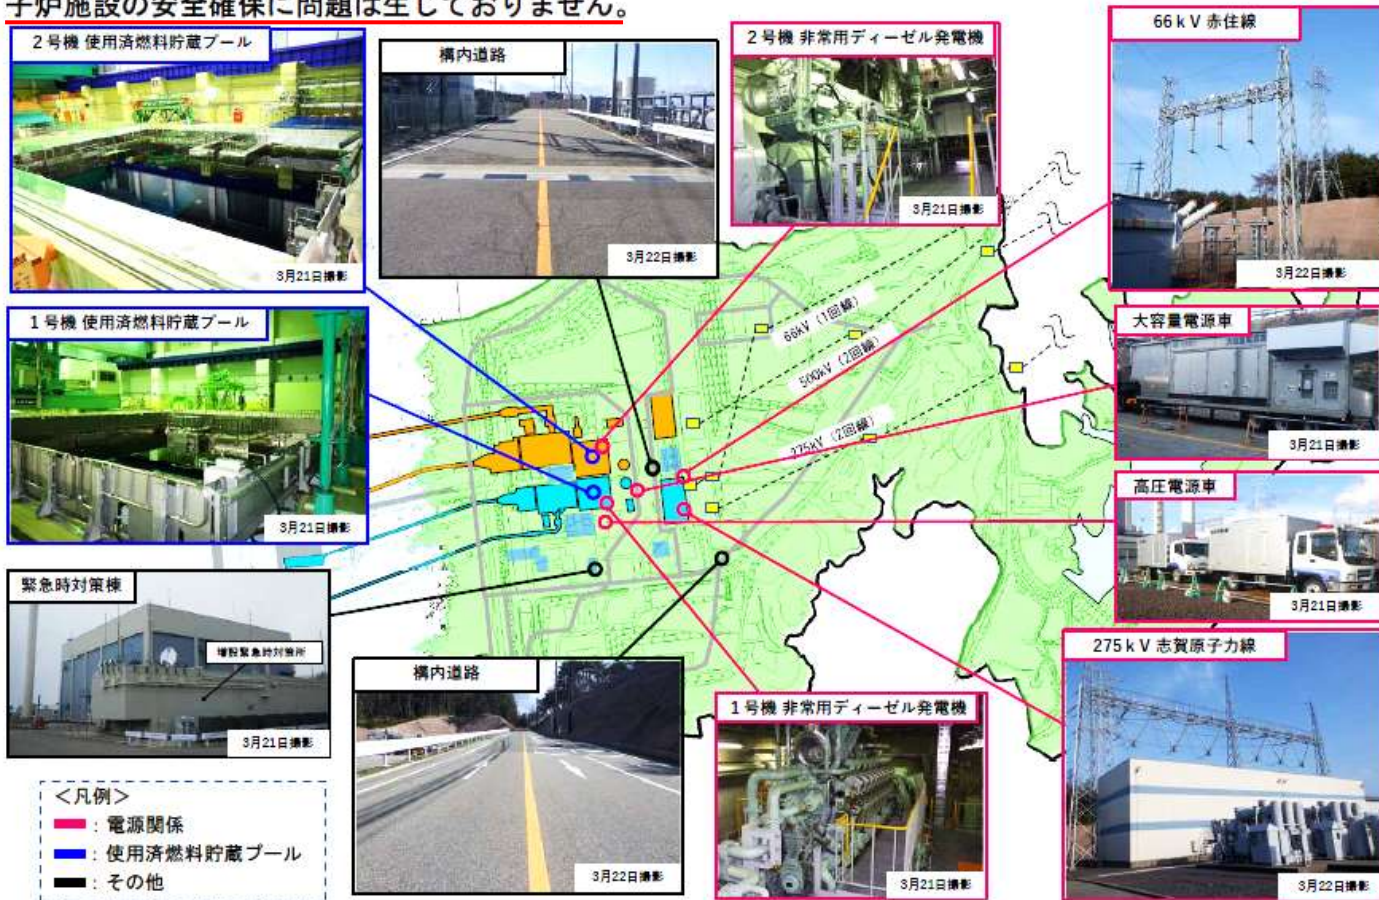 子炉施設の安全確保に問題は生じておりません。
2号機 使用済燃料貯蔵プール
3月21日撮影
構内道路
3月22日撮影
2号機 非常用ディーゼル発電機
3月21日撮影
66kV 赤住線
3月22日撮影
1号機 使用済燃料貯蔵プール
3月21日撮影
66kV (1回線)
500kV (2回線)
275kV (2回線)
大容量電源車
3月21日撮影
高圧電源車
3月21日撮影
緊急時対策棟
増設緊急時対策所
3月21日撮影
構内道路
3月22日撮影
1号機 非常用ディーゼル発電機
3月21日撮影
275kV 志賀原子力線
3月22日撮影
<凡例>
:電源関係
:使用済燃料貯蔵プール
:その他